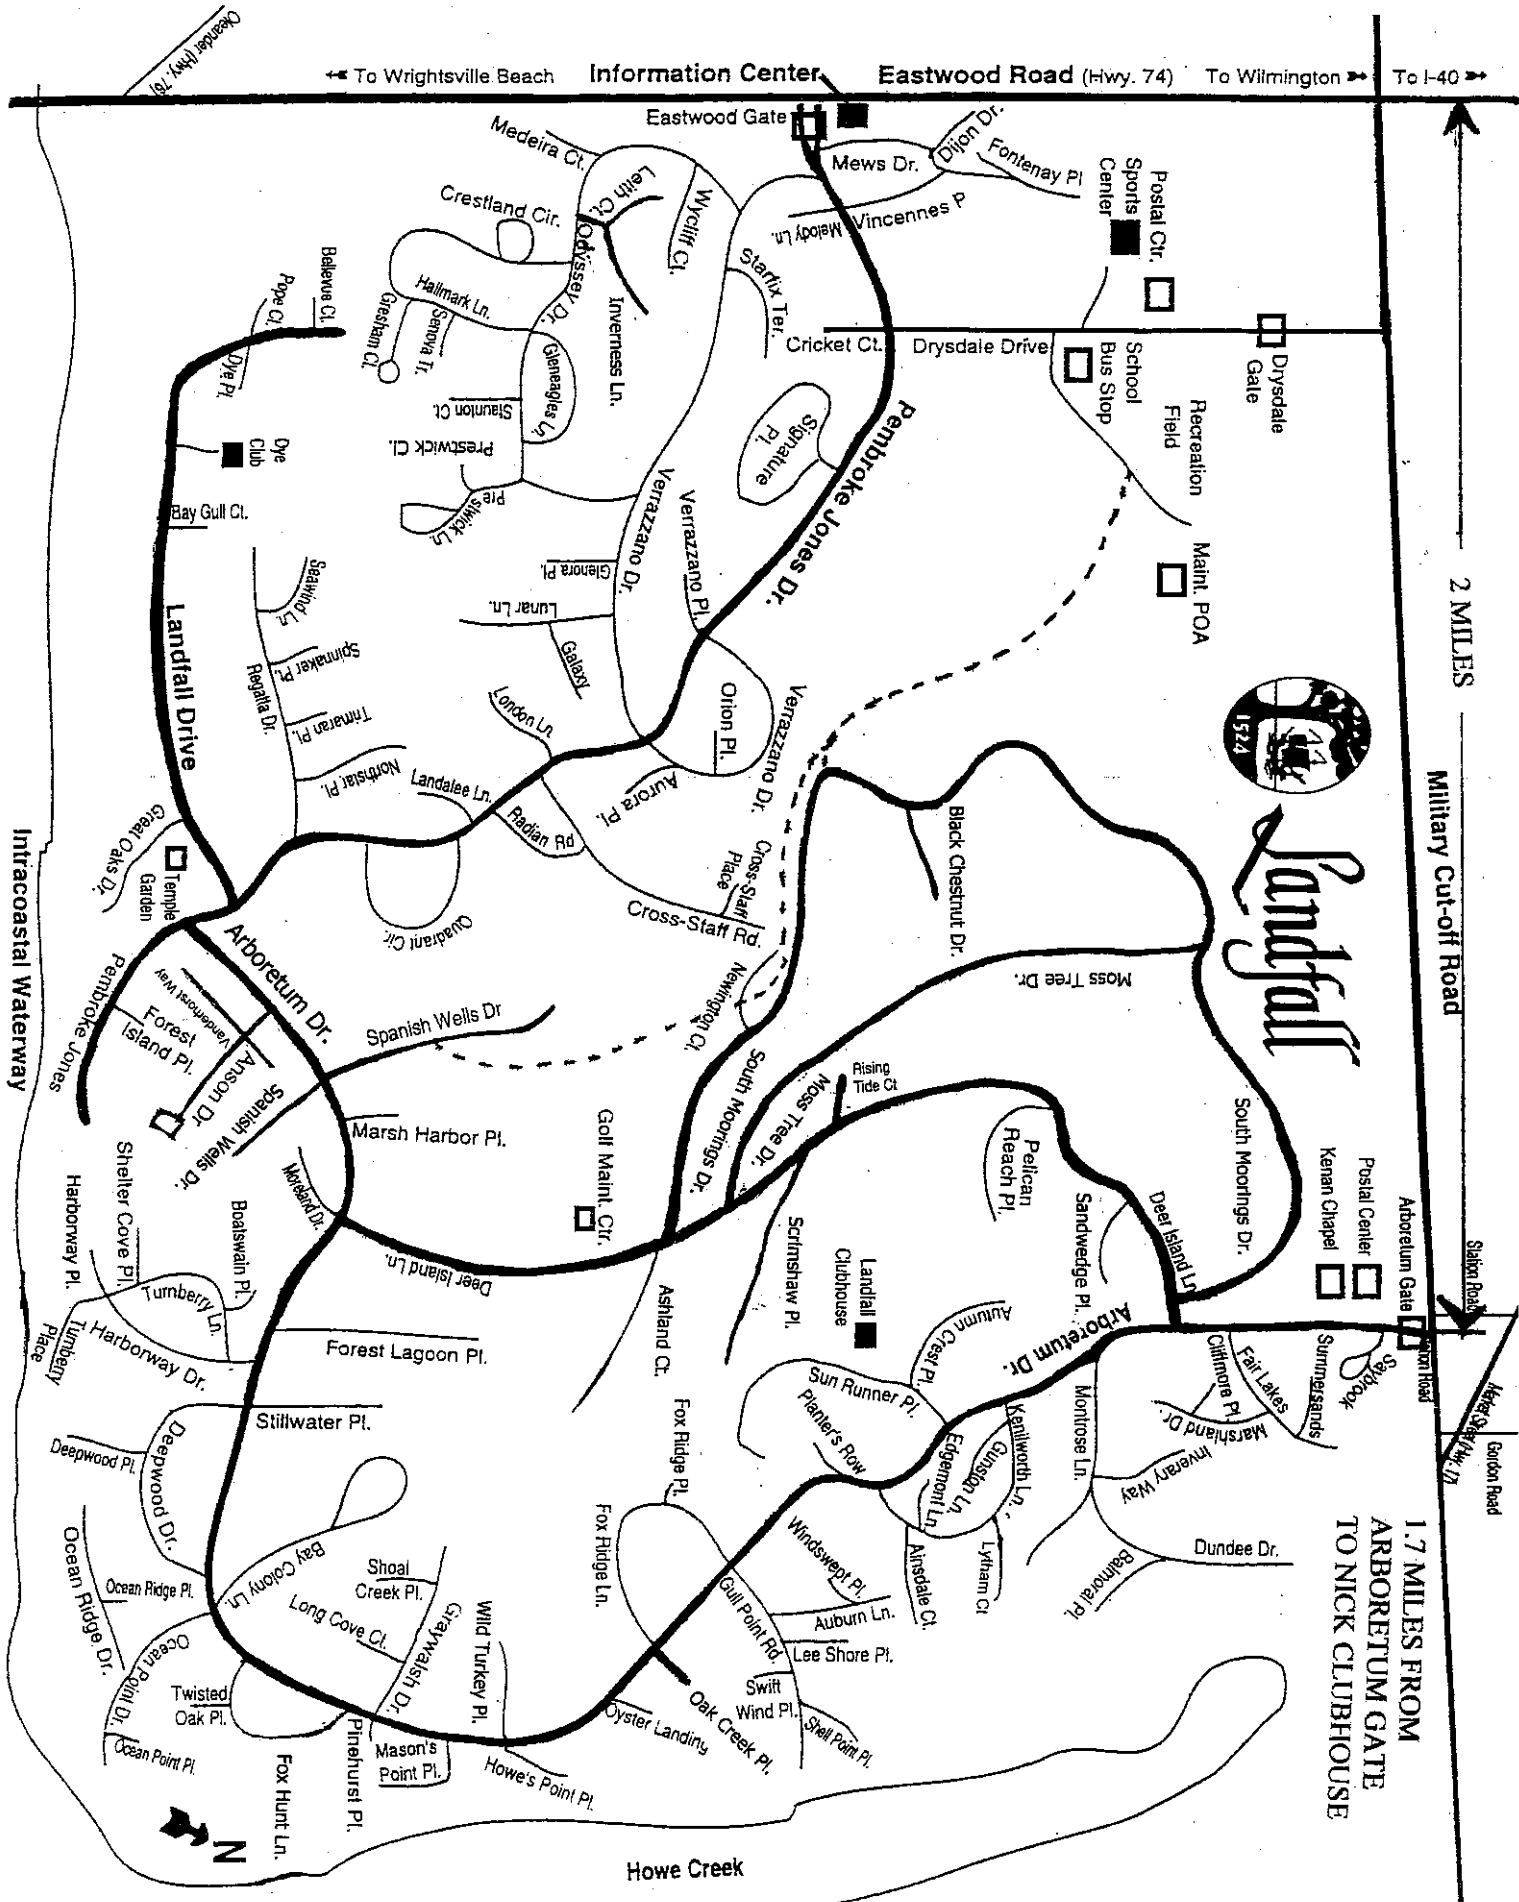 Oleander (Hwy. 76)
To Wrightsville Beach
Information Center
Eastwood Road (Hwy. 74)
To Wilmington
To I-40
Eastwood Gate
Medeira Ct.
Leith Ct.
Wycliff Ct.
Crestland Cir.
Odyssey Dr.
Inverness Ln.
Mews Dr.
Dijon Dr.
Fontenay Pl
Vincennes P
Melody Ln.
Postal Ctr.
Sports
Center
Starfix Ter.
Cricket Ct.
Drysdale Drive
Drysdale
Gate
School
Bus Stop
Recreation
Field
Maint. POA
Bellevue Ct.
Pope Ct.
Dye Pl.
Dye
Club
Bay Gull Ct.
Hallmark Ln.
Gresham Ct.
Senova Tr.
Gleneagles Ln.
Staunton Ct.
Prestwick Ct.
Prestwick Ln.
Signature
Pl.
Pembroke Jones Dr.
Verrazzano Dr.
Verrazzano Pl.
Glenora Pl.
Lunar Ln.
Galaxy
Orion Pl.
Verrazzano Dr.
Aurora Pl.
London Ln.
Landalee Ln.
Radian Rd
Seawind Ln.
Spinnaker Pl.
Regatta Dr.
Trimaran Pl.
Northstar Pl.
Landfall Drive
Great Oaks Dr.
Temple
Garden
Quadrant Cir.
Cross-Staff
Place
Cross-Staff Rd.
Black Chestnut Dr.
2 MILES
Military Cut-off Road
1524
Landfall
Intracoastal Waterway
Pembroke Jones
Arboretum Dr.
Vanderhorst Way
Forest
Island Pl.
Anson Dr
Spanish Wells Dr
Spanish Wells Dr.
Newington Ct.
South Moorings Dr.
Moss Tree Dr.
Moss Tree Dr.
Rising
Tide Ct
South Moorings Dr.
Marsh Harbor Pl.
Moreland Dr.
Golf Maint. Ctr.
Deer Island Ln.
Ashland Ct.
Scrimshaw Pl.
Pelican
Reach Pl.
Sandwedge Pl.
Deer Island Ln.
Landfall
Clubhouse
Kenan Chapel
Postal Center
Arboretum Gate
Station Road
Station Road
Market Street (Hwy. 17)
Gordon Road
Shelter Cove Pl.
Harborway Pl.
Boatswain Pl.
Turnberry Ln.
Turnberry
Place
Harborway Dr.
Forest Lagoon Pl.
Stillwater Pl.
Deepwood Pl.
Deepwood Dr.
Autumn Crest Pl.
Arboretum Dr.
Sun Runner Pl.
Planter's Row
Fox Ridge Pl.
Fox Ridge Ln.
Edgemont Ln.
Gunston Ln.
Kenilworth Ln.
Montrose Ln.
Inverary Way
Cliffmore Pl.
Fair Lakes
Marshland Dr.
Summersands
Saybrook
Dundee Dr.
Balmoral Pl.
Lytham Ct
Ainsdale Ct.
Windswept Pl.
Auburn Ln.
Lee Shore Pl.
Gull Point Rd.
Swift
Wind Pl.
Shell Point Pl.
Oak Creek Pl.
Oyster Landing
Ocean Ridge Dr.
Ocean Ridge Pl.
Bay Colony Ln.
Shoal
Creek Pl.
Long Cove Ct.
Graywalsh Dr.
Wild Turkey Pl.
Ocean Point Dr.
Ocean Point Pl.
Twisted
Oak Pl.
Fox Hunt Ln.
Pinehurst Pl.
Mason's
Point Pl.
Howe's Point Pl.
1.7 MILES FROM
ARBORETUM GATE
TO NICK CLUBHOUSE
N
Howe Creek